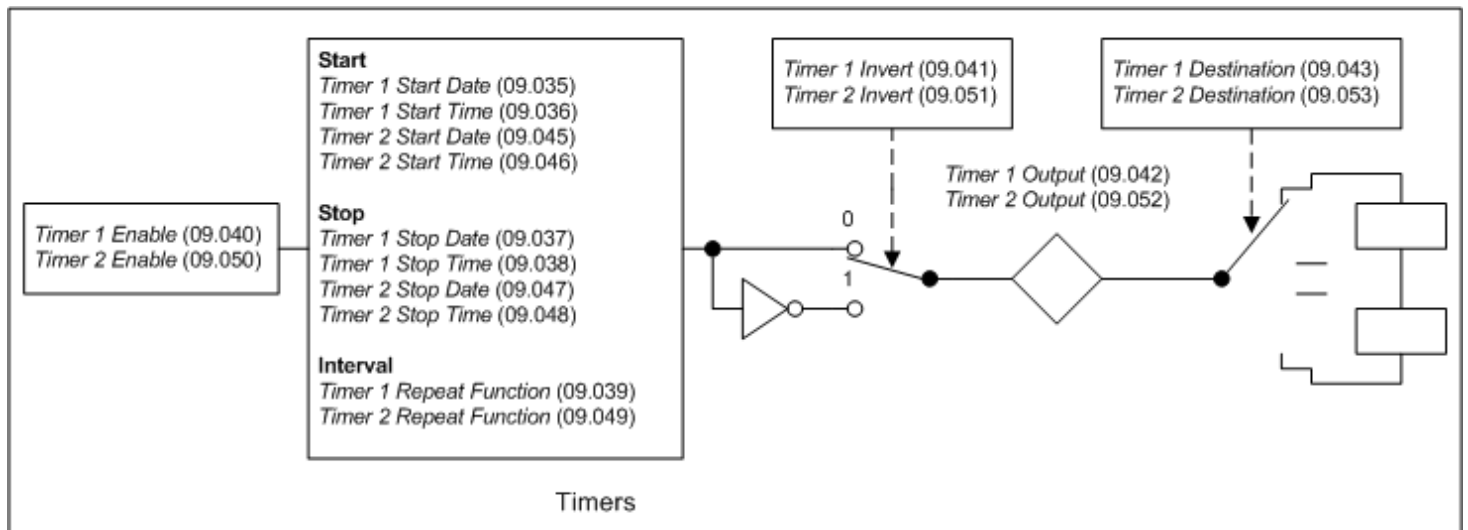 Timer 1 Enable (09.040)
Timer 2 Enable (09.050)
Start
Timer 1 Start Date (09.035)
Timer 1 Start Time (09.036)
Timer 2 Start Date (09.045)
Timer 2 Start Time (09.046)
Stop
Timer 1 Stop Date (09.037)
Timer 1 Stop Time (09.038)
Timer 2 Stop Date (09.047)
Timer 2 Stop Time (09.048)
Interval
Timer 1 Repeat Function (09.039)
Timer 2 Repeat Function (09.049)
0
1
Timer 1 Invert (09.041)
Timer 2 Invert (09.051)
Timer 1 Output (09.042)
Timer 2 Output (09.052)
Timer 1 Destination (09.043)
Timer 2 Destination (09.053)
Timers